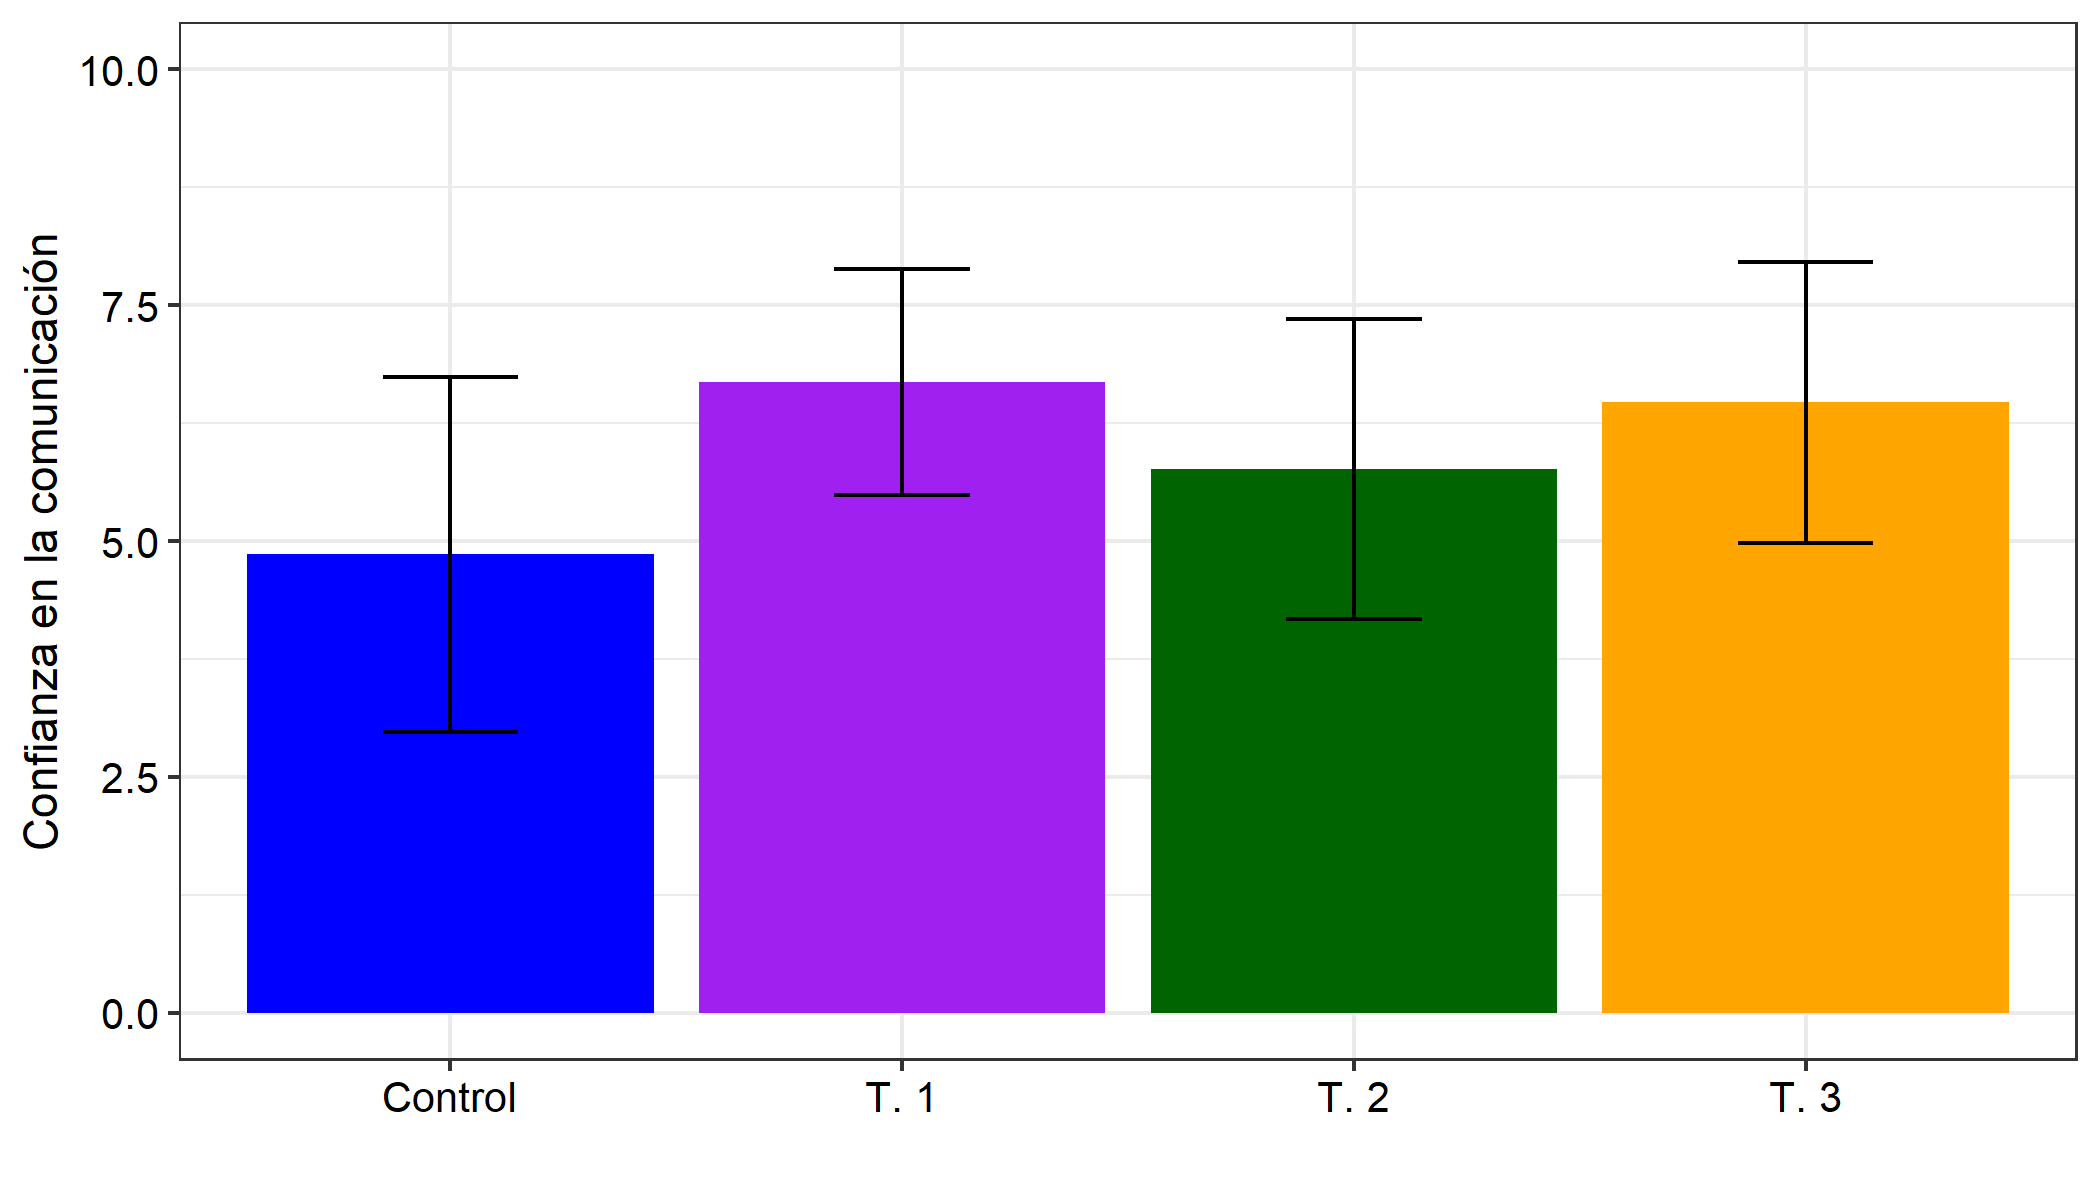 Confianza en la comunicación
10.0
7.5
5.0
2.5
0.0
Control
T. 1
T. 2
T. 3